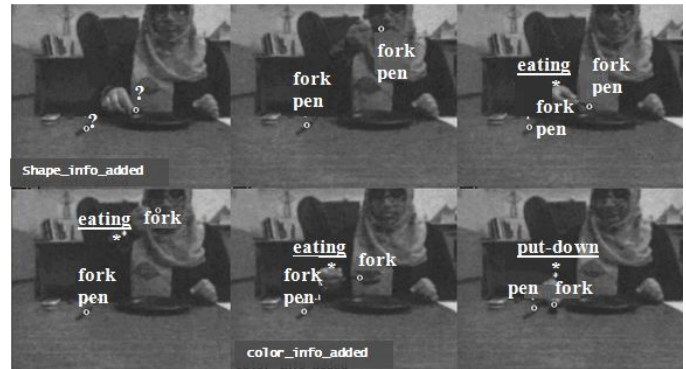 ?
?
Shape_info_added
fork
pen
fork
pen
eating
*
fork
pen
fork
pen
eating
**
fork
fork
pen
eating
*
fork
fork
pen
color_info_added
put-down
*
pen fork